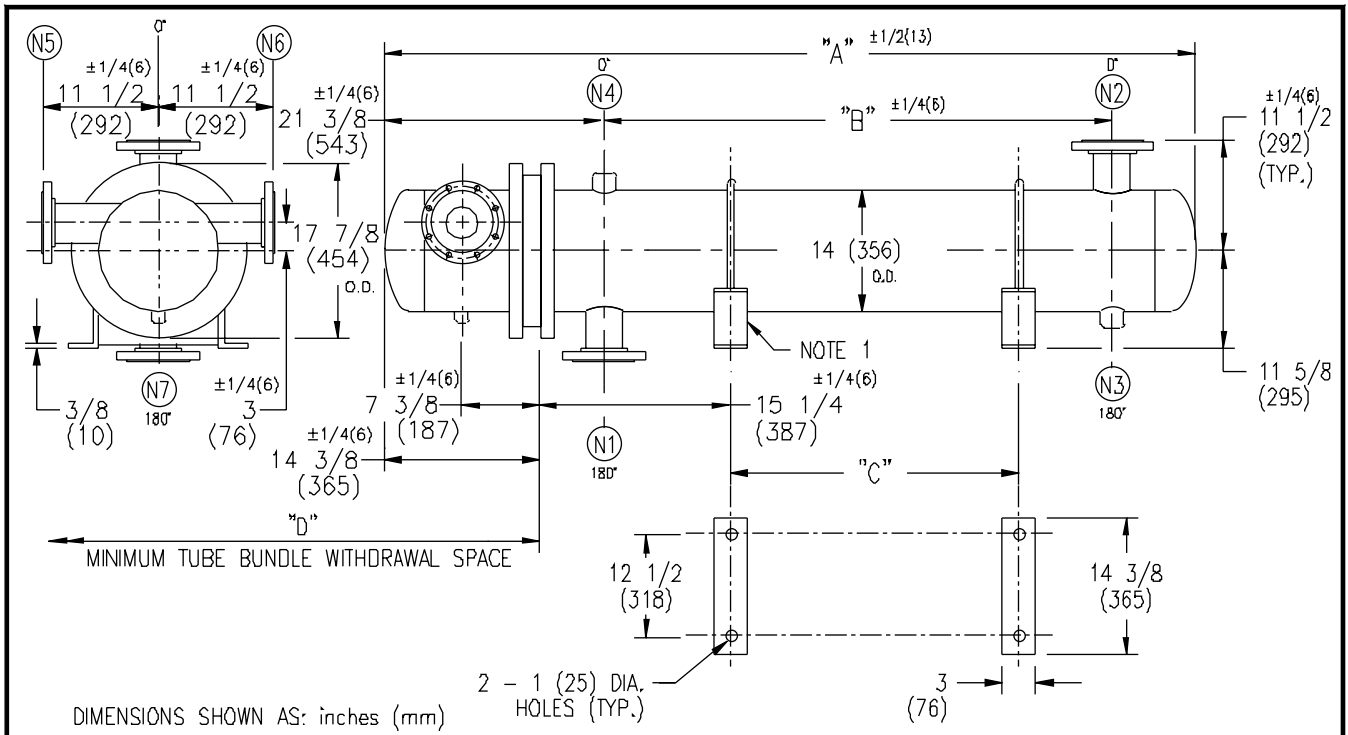 N5
0"
N6
±1/4(6)
±1/4(6)
11 1/2
(292)
11 1/2
(292)
±1/4(6)
21 3/8
(543)
"A"
±1/2(13)
0"
N4
"B"
±1/4(6)
D"
N2
±1/4(6)
11 1/2
(292)
(TYP.)
17 7/8
(454)
O.D.
14 (356)
O.D.
NOTE 1
N7
180"
3/8
(10)
±1/4(6)
3
(76)
±1/4(6)
7 3/8
(187)
±1/4(6)
15 1/4
(387)
N3
180"
11 5/8
(295)
±1/4(6)
14 3/8
(365)
N1
18D"
"C"
"D"
MINIMUM TUBE BUNDLE WITHDRAWAL SPACE
12 1/2
(318)
14 3/8
(365)
2 - 1 (25) DIA.
HOLES (TYP.)
3
(76)
DIMENSIONS SHOWN AS: inches (mm)